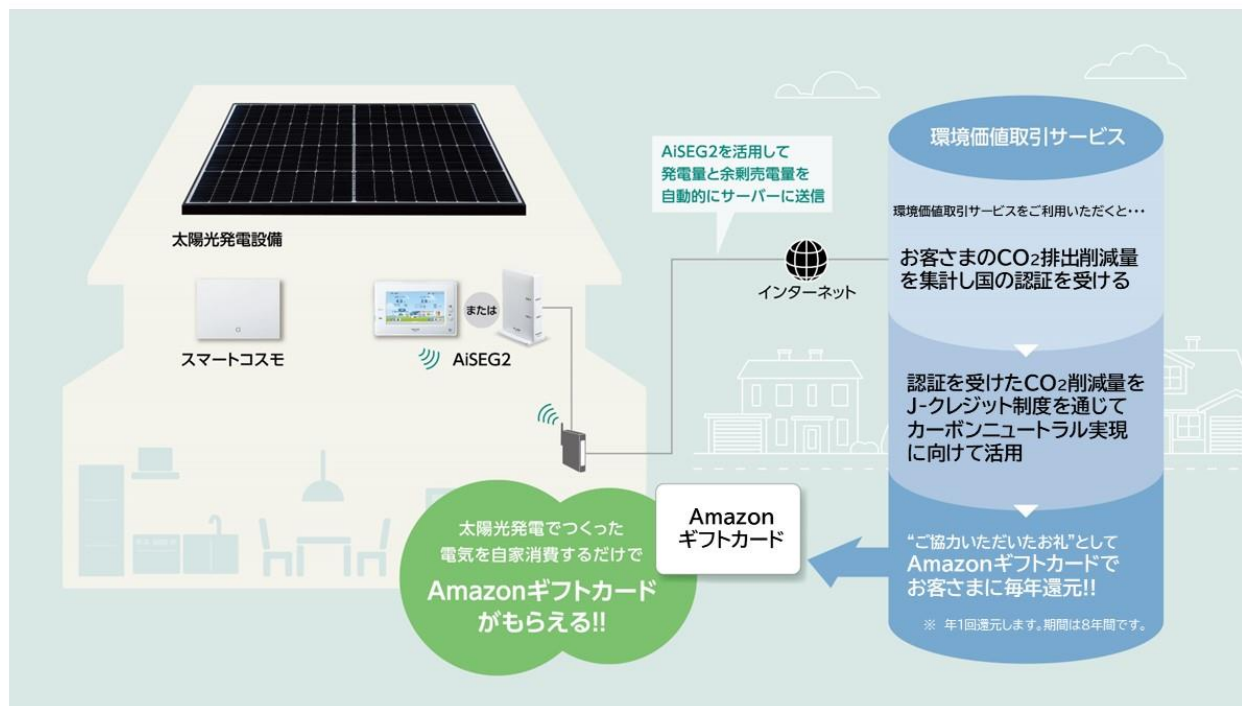 太陽光発電設備
スマートコスモ
または
AiSEG2
AiSEG2を活用して
発電量と余剰売電量を
自動的にサーバーに送信
インターネット
環境価値取引サービス
環境価値取引サービスをご利用いただくと・・・
お客さまのCO₂排出削減量
を集計し国の認証を受ける
認証を受けたCO₂削減量を
J-クレジット制度を通じて
カーボンニュートラル実現
に向けて活用
“ご協力いただいたお礼”として
Amazonギフトカードで
お客さまに毎年還元!!
※ 年1回還元します。期間は8年間です。
Amazon
ギフトカード
太陽光発電でつくった
電気を自家消費するだけで
Amazonギフトカード
がもらえる!!